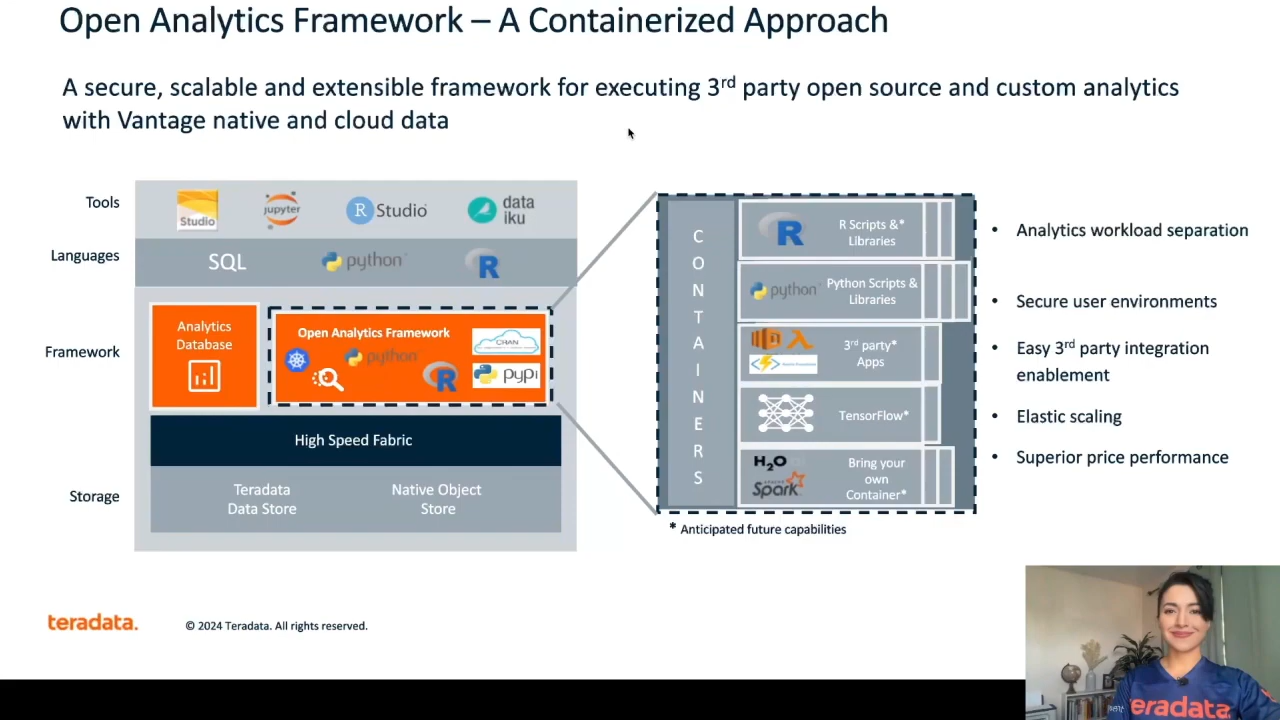 Open Analytics Framework – A Containerized Approach
A secure, scalable and extensible framework for executing 3rd party open source and custom analytics
with Vantage native and cloud data
Tools
Studio
jupyter
R Studio
data
iku
Languages
SQL
python
R
Framework
Analytics
Database
Open Analytics Framework
python
R
CRAN
pypi
High Speed Fabric
Storage
Teradata
Data Store
Native Object
Store
CONTAINERS
R
R Scripts &*
Libraries
python
Python Scripts &
Libraries
3rd party*
Apps
TensorFlow*
H2O
APACHE
Spark
Bring your
own
Container*
* Anticipated future capabilities
• Analytics workload separation
• Secure user environments
• Easy 3rd party integration
enablement
• Elastic scaling
• Superior price performance
teradata.
© 2024 Teradata. All rights reserved.
eradata.